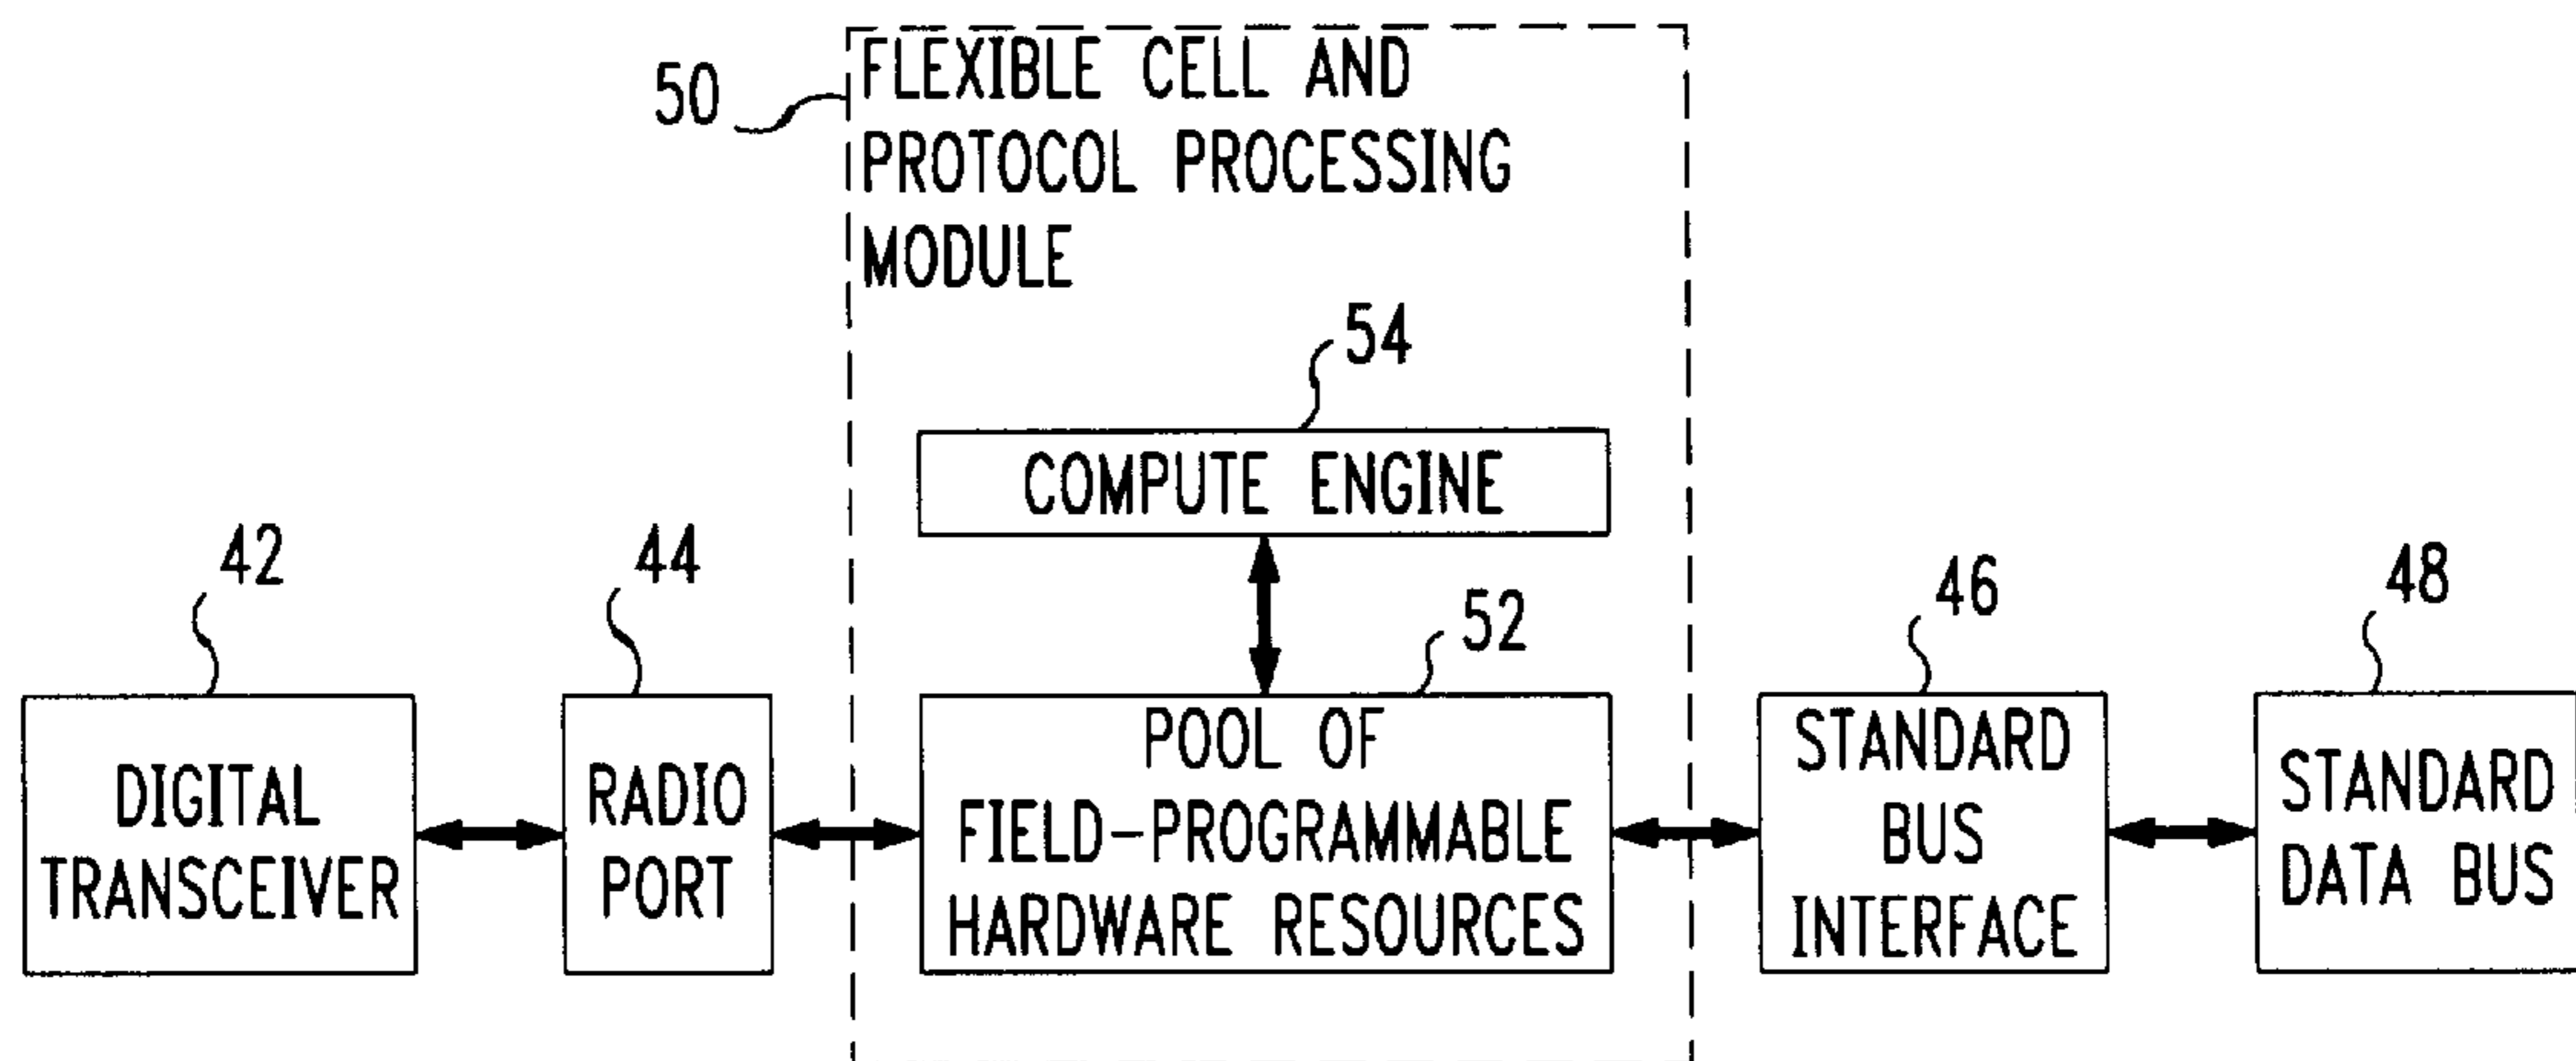 50
FLEXIBLE CELL AND
PROTOCOL PROCESSING
MODULE
54
COMPUTE ENGINE
42
44
52
46
48
DIGITAL
TRANSCEIVER
RADIO
PORT
POOL OF
FIELD-PROGRAMMABLE
HARDWARE RESOURCES
STANDARD
BUS
INTERFACE
STANDARD
DATA BUS